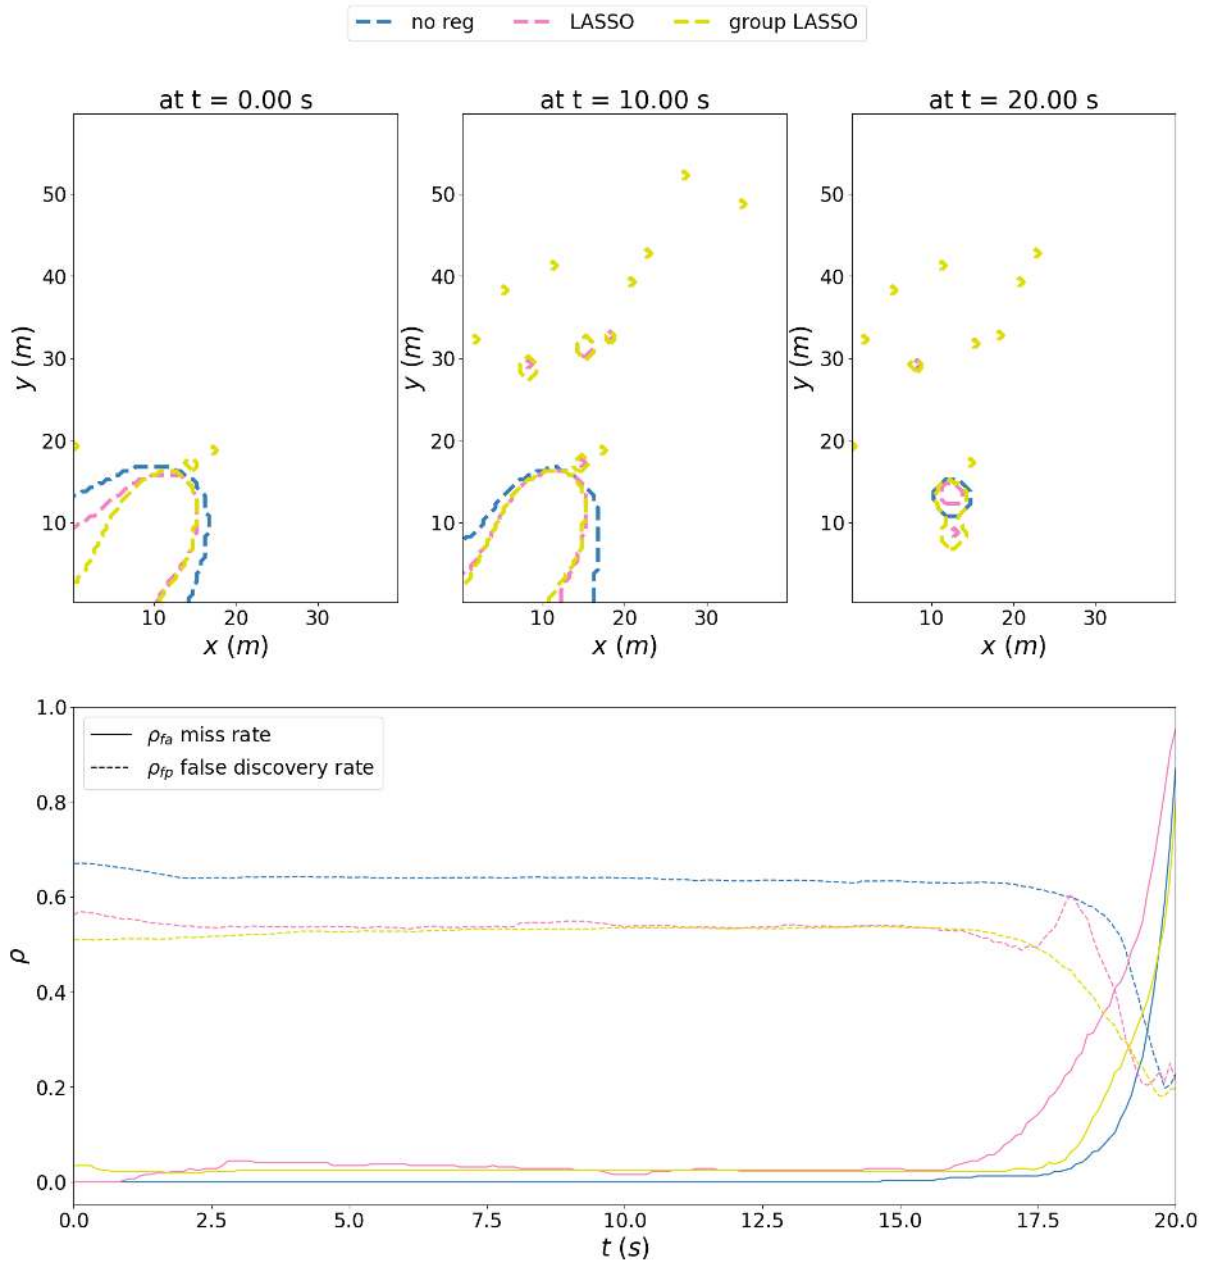 no reg LASSO group LASSO
at t = 0.00 s at t = 10.00 s at t = 20.00 s
50 50 50
40 40 40
y (m) 30 y (m) 30 y (m) 30
20 20 20
10 10 10
10 20 30 10 20 30 10 20 30
x (m) x (m) x (m)
1.0
ρfa miss rate
ρfp false discovery rate
0.8
0.6
ρ
0.4
0.2
0.0
0.0 2.5 5.0 7.5 10.0 12.5 15.0 17.5 20.0
t (s)